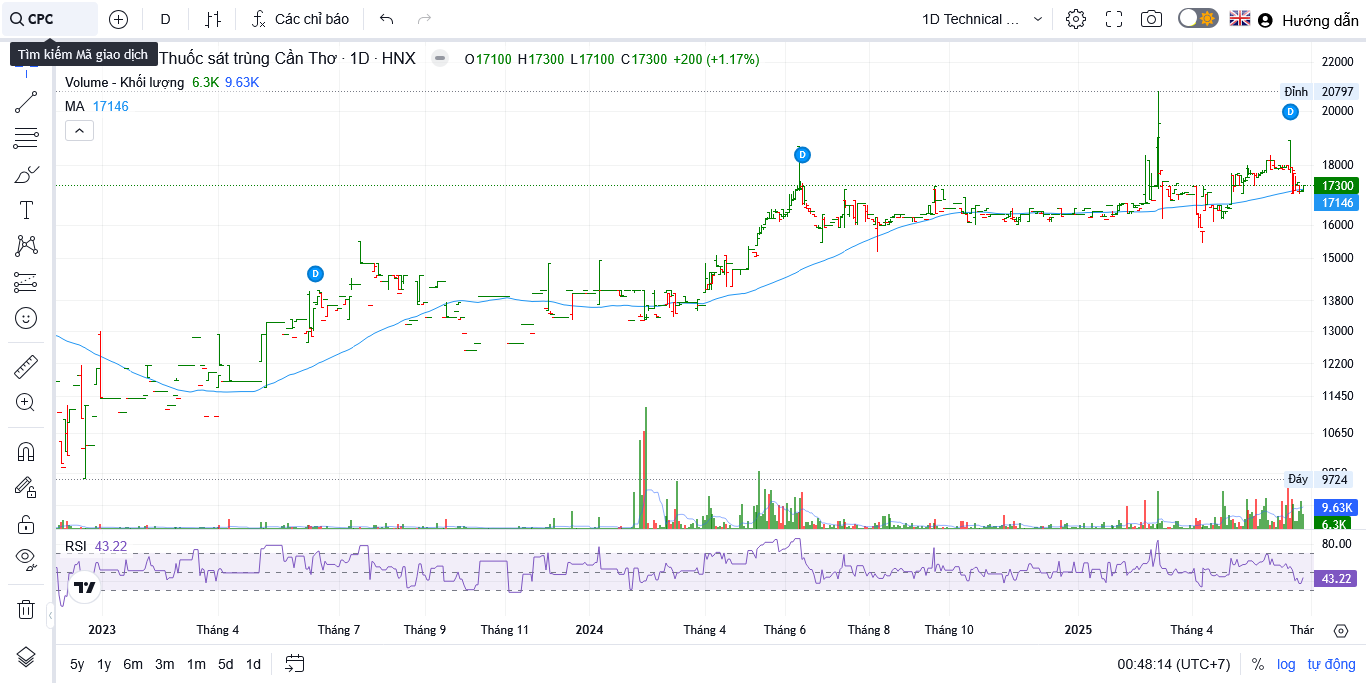 CPC D Các chỉ báo 1D Technical ... Hướng dẫn
Tìm kiếm Mã giao dịch
Thuốc sát trùng Cần Thơ · 1D · HNX O17100 H17300 L17100 C17300 +200 (+1.17%)
Volume - Khối lượng 6.3K 9.63K
MA 17146
22000
Đỉnh 20797
20000
D
D
D
18000
17300
17146
16000
15000
13800
13000
12200
11450
10650
Đáy 9724
9.63K
6.3K
RSI 43.22
80.00
43.22
2023 Tháng 4 Tháng 7 Tháng 9 Tháng 11 2024 Tháng 4 Tháng 6 Tháng 8 Tháng 10 2025 Tháng 4 Thár
5y 1y 6m 3m 1m 5d 1d 00:48:14 (UTC+7) % log tự động